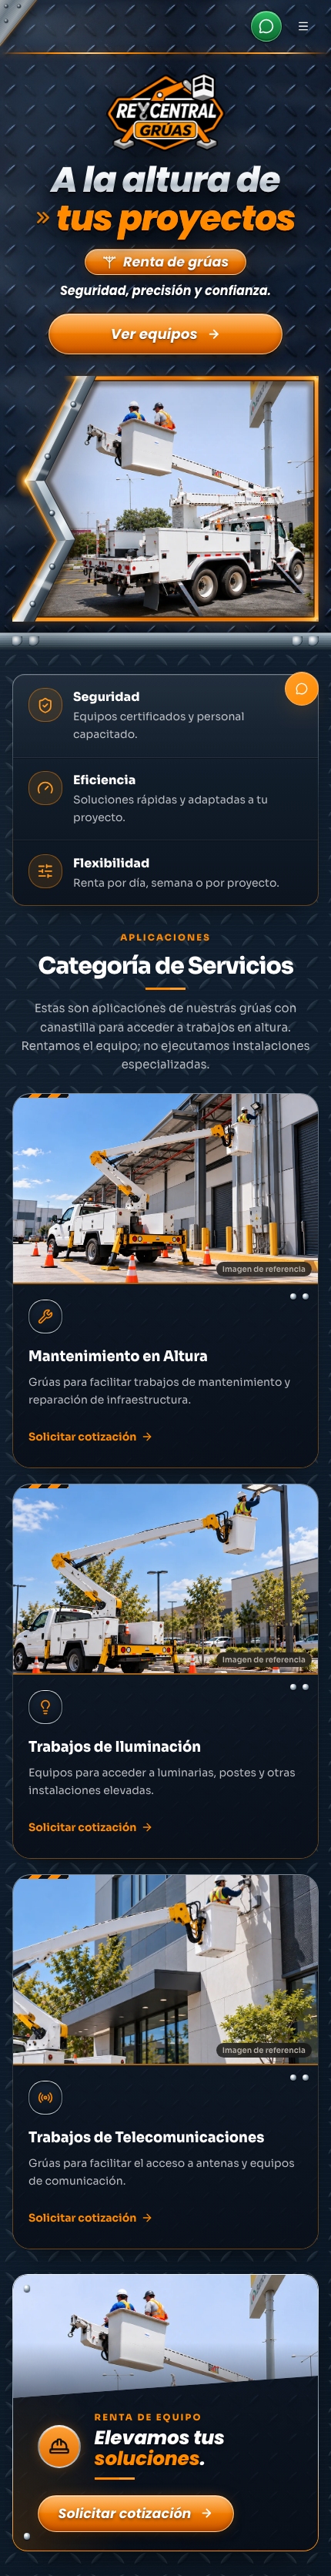 REYCENTRAL
GRÚAS
A la altura de
» tus proyectos
Renta de grúas
Seguridad, precisión y confianza.
Ver equipos →
Seguridad
Equipos certificados y personal
capacitado.
Eficiencia
Soluciones rápidas y adaptadas a tu
proyecto.
Flexibilidad
Renta por día, semana o por proyecto.
APLICACIONES
Categoría de Servicios
Estas son aplicaciones de nuestras grúas con
canastilla para acceder a trabajos en altura.
Rentamos el equipo; no ejecutamos instalaciones
especializadas.
Imagen de referencia
Mantenimiento en Altura
Grúas para facilitar trabajos de mantenimiento y
reparación de infraestructura.
Solicitar cotización →
Imagen de referencia
Trabajos de Iluminación
Equipos para acceder a luminarias, postes y otras
instalaciones elevadas.
Solicitar cotización →
Imagen de referencia
Trabajos de Telecomunicaciones
Grúas para facilitar el acceso a antenas y equipos
de comunicación.
Solicitar cotización →
RENTA DE EQUIPO
Elevamos tus
soluciones.
Solicitar cotización →